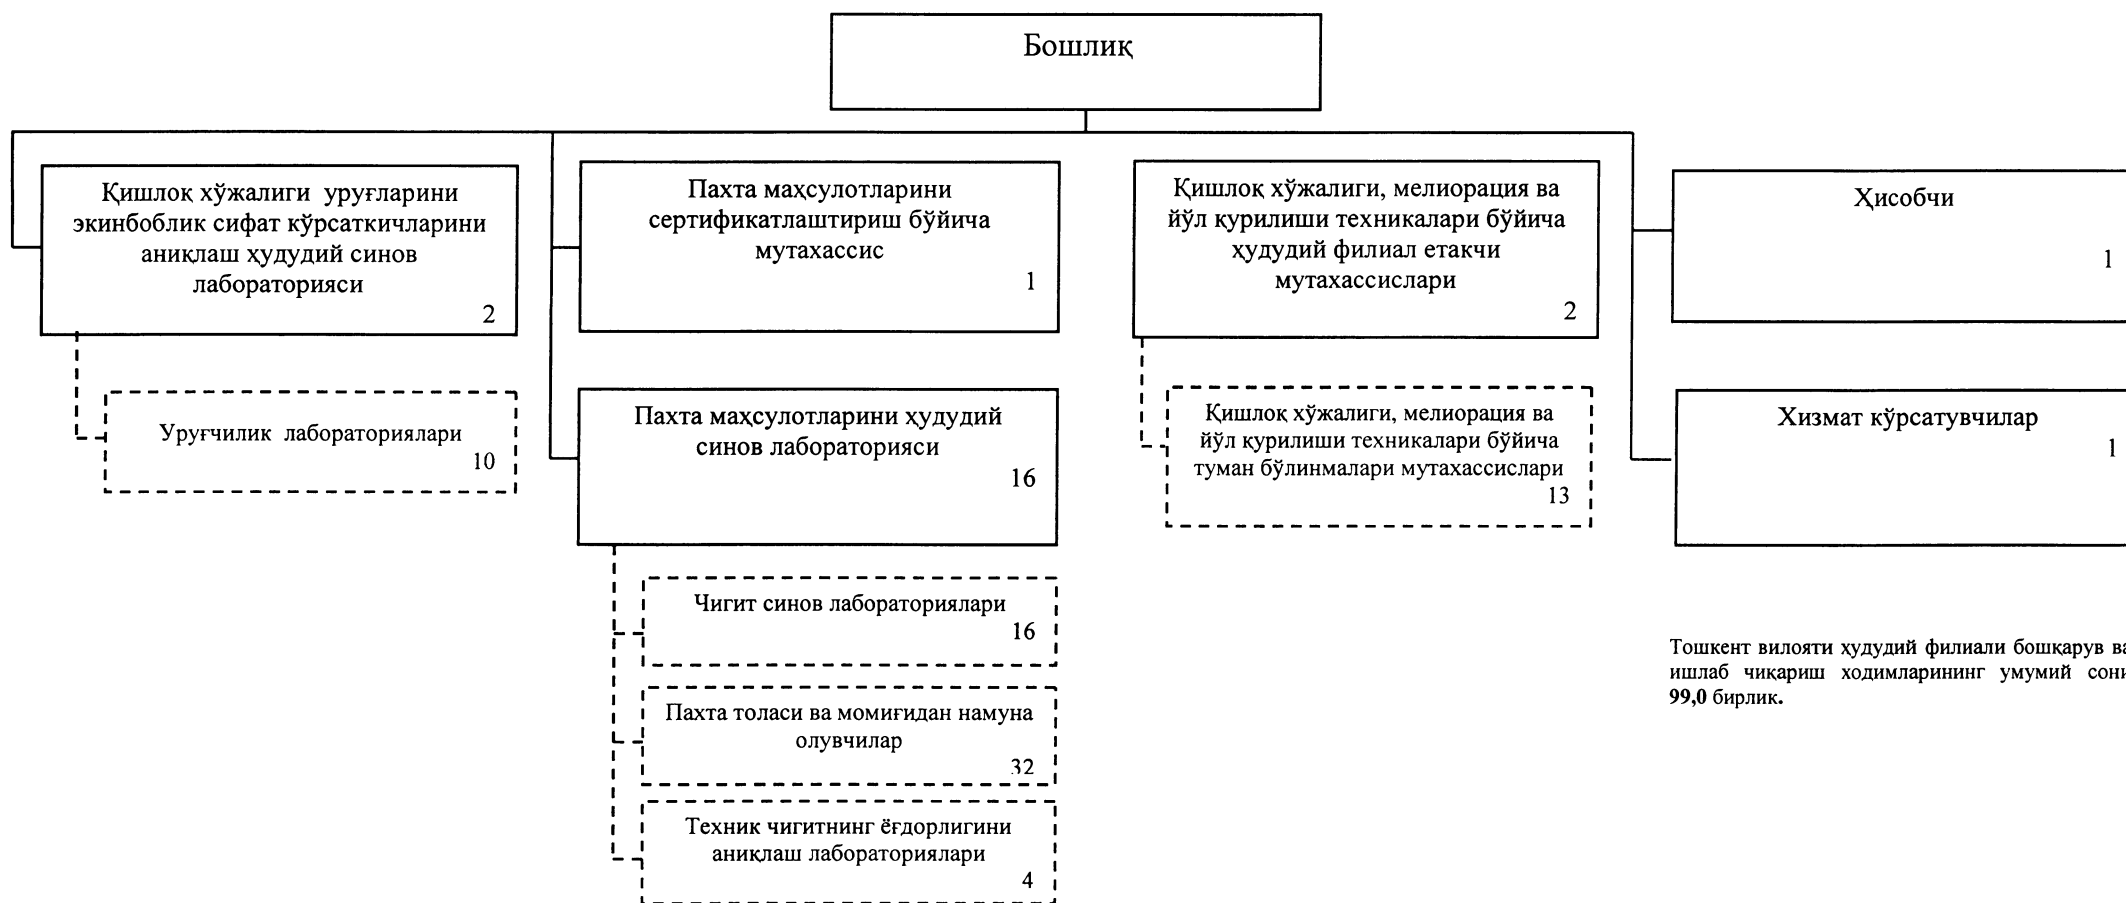 Бошлиқ
Қишлоқ хўжалиги уруғларини
экинбоблик сифат кўрсаткичларини
аниқлаш ҳудудий синов
лабораторияси
2
Уруғчилик лабораториялари
10
Пахта маҳсулотларини
сертификатлаштириш бўйича
мутахассис
1
Пахта маҳсулотларини ҳудудий
синов лабораторияси
16
Чигит синов лабораториялари
16
Пахта толаси ва момиғидан намуна
олувчилар
32
Техник чигитнинг ёғдорлигини
аниқлаш лабораториялари
4
Қишлоқ хўжалиги, мелиорация ва
йўл қурилиши техникалари бўйича
ҳудудий филиал етакчи
мутахассислари
2
Қишлоқ хўжалиги, мелиорация ва
йўл қурилиши техникалари бўйича
туман бўлинмалари мутахассислари
13
Ҳисобчи
1
Хизмат кўрсатувчилар
1
Тошкент вилояти ҳудудий филиали бошқарув ва
ишлаб чиқариш ходимларининг умумий сони
99,0 бирлик.